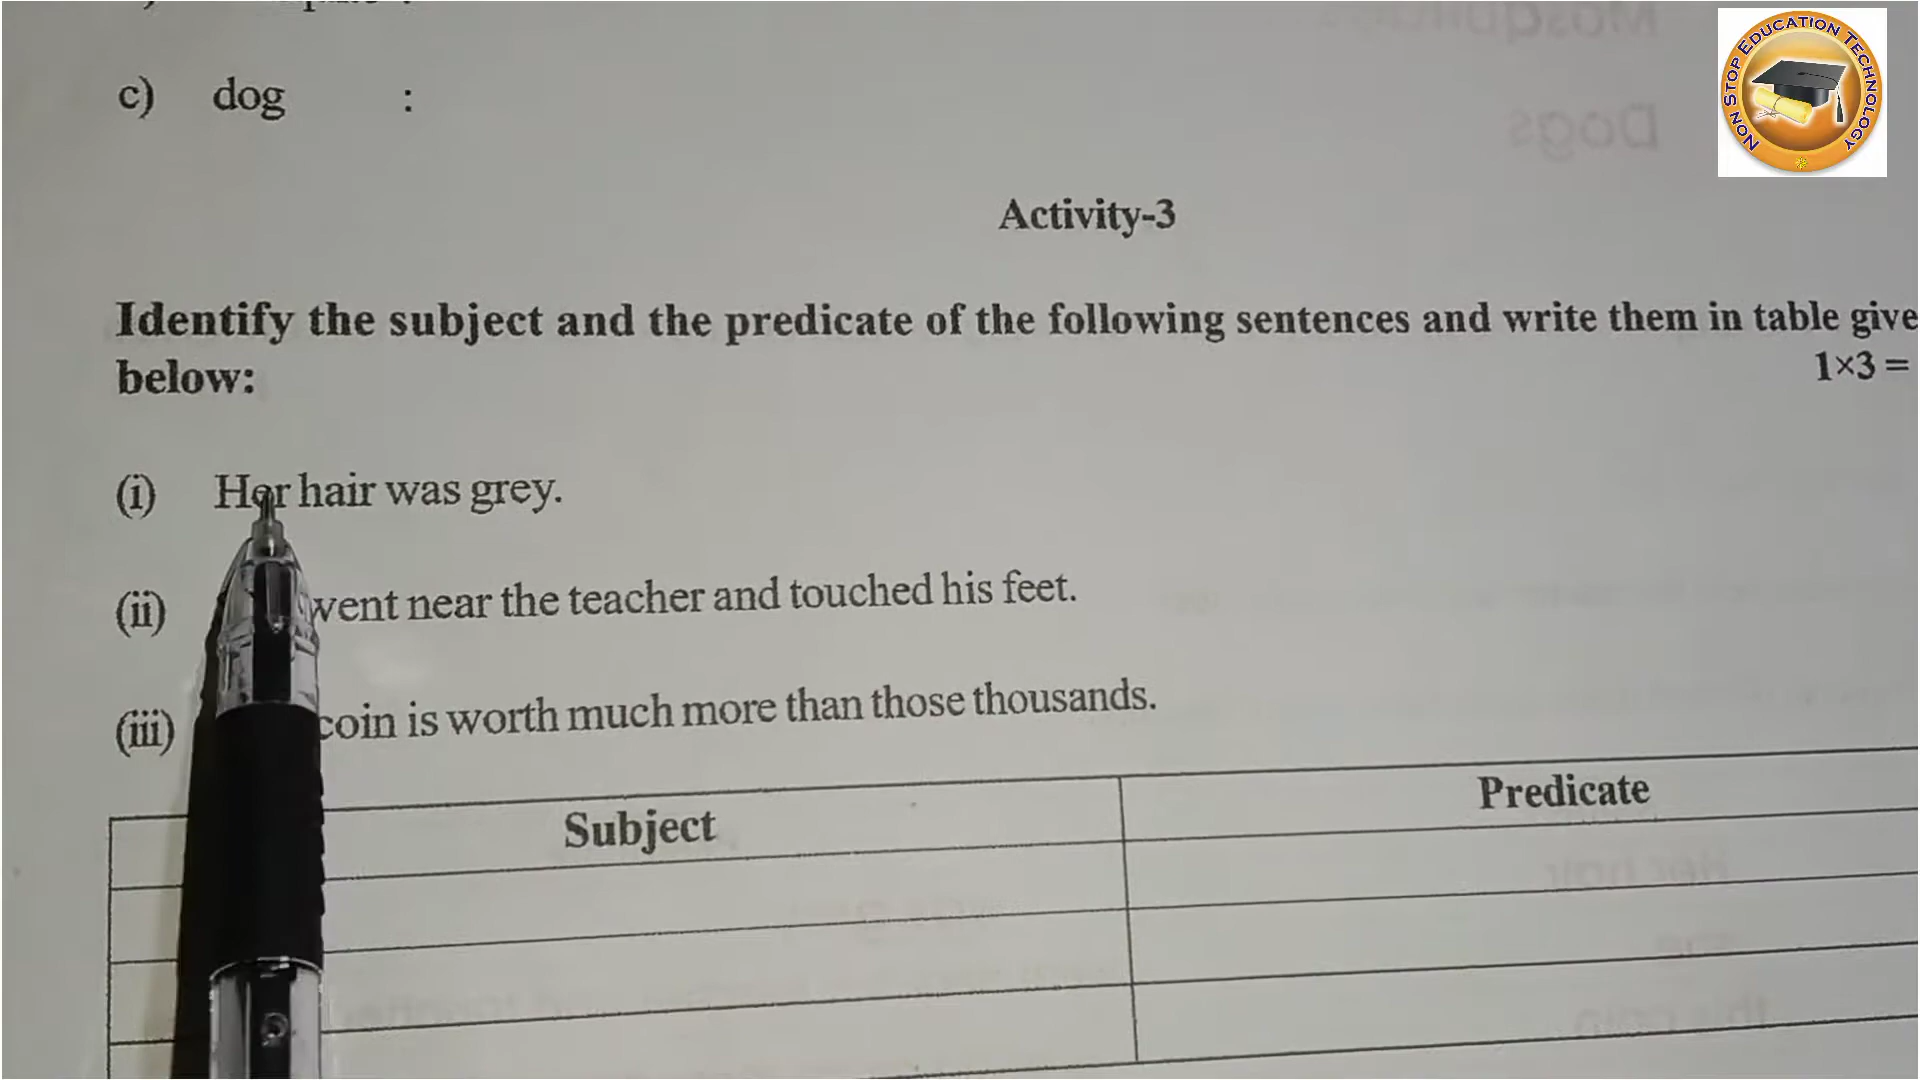 c) dog :
NON STOP EDUCATION TECHNOLOGY
Dogs
Activity-3
Identify the subject and the predicate of the following sentences and write them in table give
below:
1×3 =
(i) Her hair was grey.
(ii) went near the teacher and touched his feet.
(iii) coin is worth much more than those thousands.
Subject Predicate